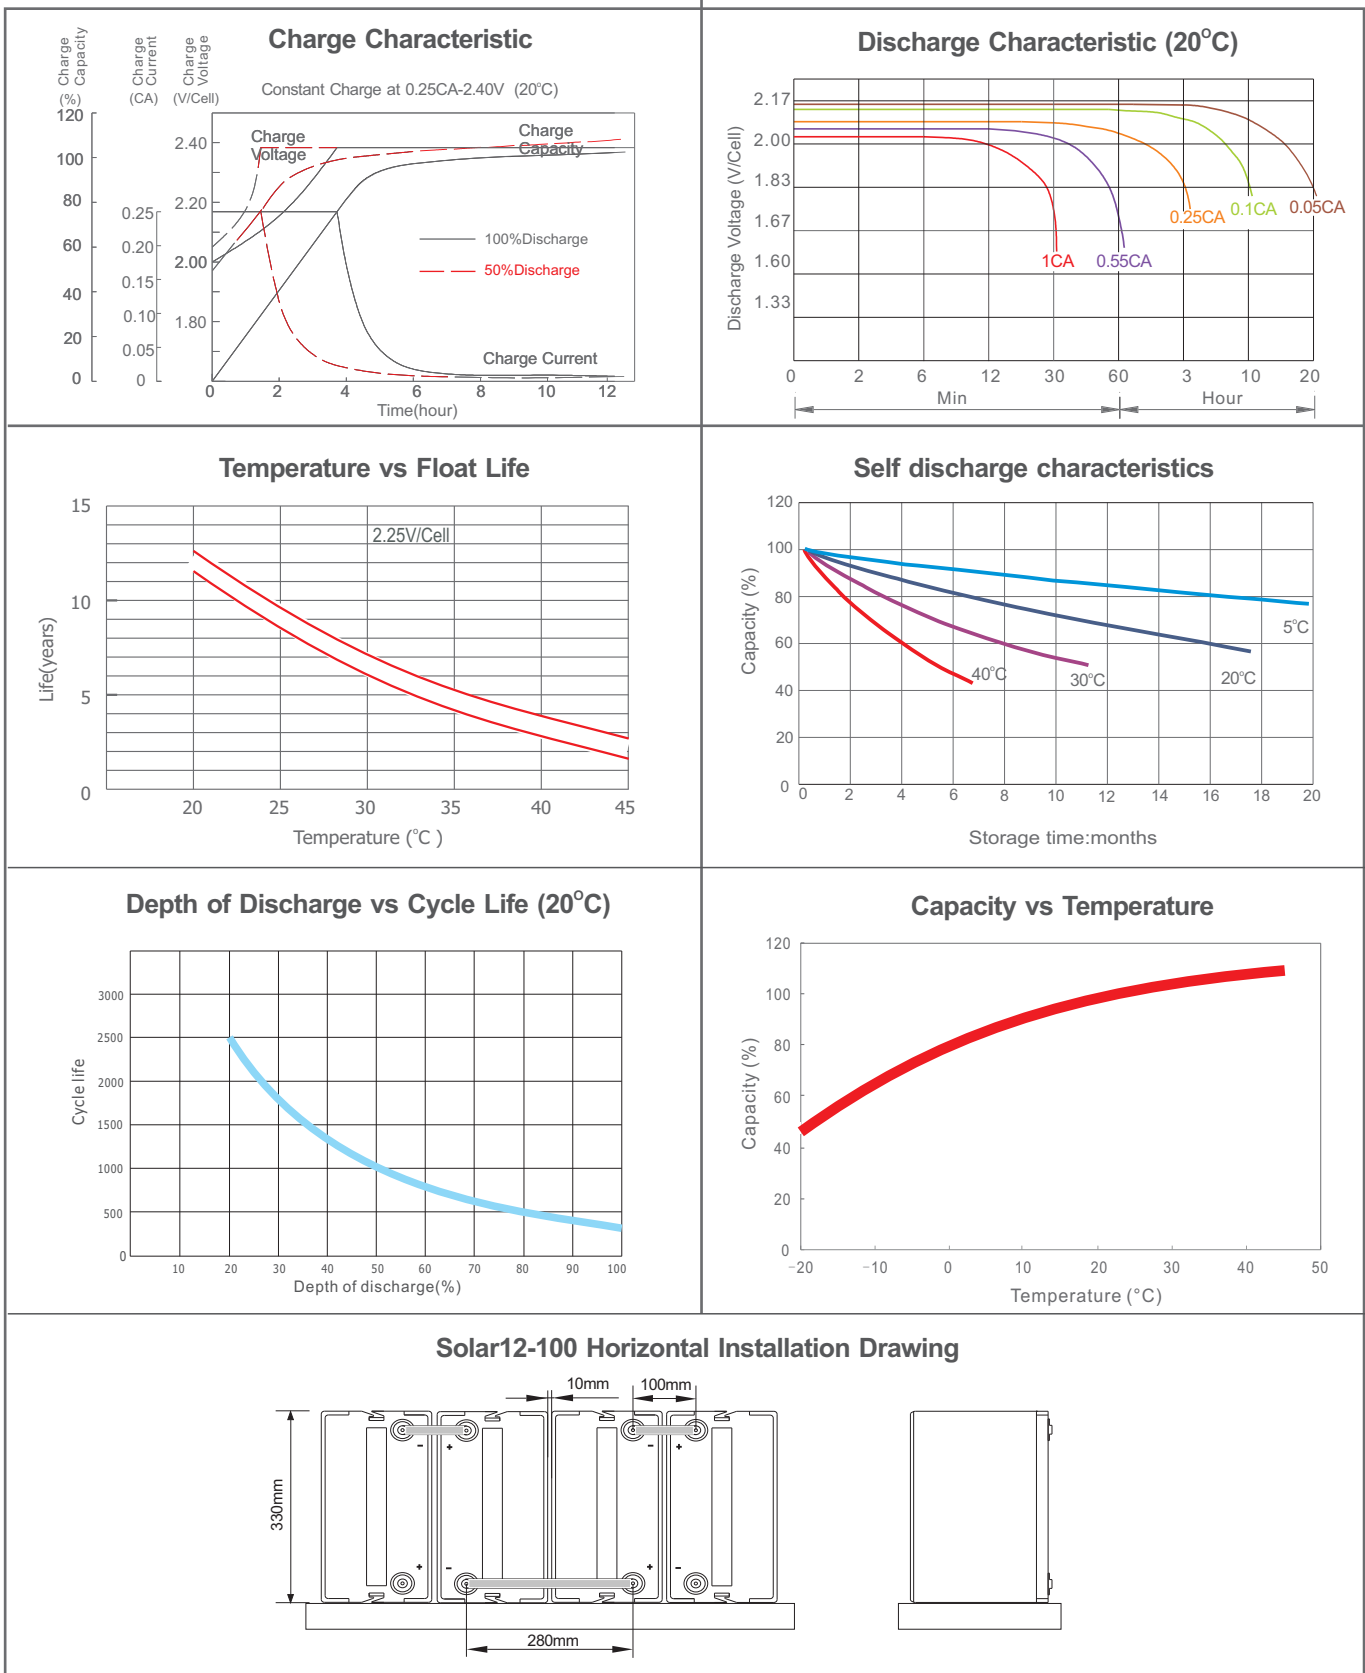 Charge Characteristic
Constant Charge at 0.25CA-2.40V (20°C)
Charge
Capacity
(%)
Charge
Current
(CA)
Charge
Voltage
(V/Cell)
120
100
80
60
40
20
0
0.25
0.20
0.15
0.10
0.05
0
2.40
2.20
2.00
1.80
Charge
Voltage
Charge
Capacity
100%Discharge
50%Discharge
Charge Current
0 2 4 6 8 10 12
Time(hour)
Discharge Characteristic (20°C)
Discharge Voltage (V/Cell)
2.17
2.00
1.83
1.67
1.60
1.33
1CA
0.55CA
0.25CA
0.1CA
0.05CA
0 2 6 12 30 60 3 10 20
Min Hour
Temperature vs Float Life
Life(years)
15
10
5
0
2.25V/Cell
20 25 30 35 40 45
Temperature (°C )
Self discharge characteristics
Capacity (%)
120
100
80
60
40
20
0
5°C
20°C
30°C
40°C
0 2 4 6 8 10 12 14 16 18 20
Storage time:months
Depth of Discharge vs Cycle Life (20°C)
Cycle life
3000
2500
2000
1500
1000
500
0
10 20 30 40 50 60 70 80 90 100
Depth of discharge(%)
Capacity vs Temperature
Capacity (%)
120
100
80
60
40
20
0
−20 −10 0 10 20 30 40 50
Temperature (°C)
Solar12-100 Horizontal Installation Drawing
10mm 100mm
330mm
- + - +
+ - + -
280mm